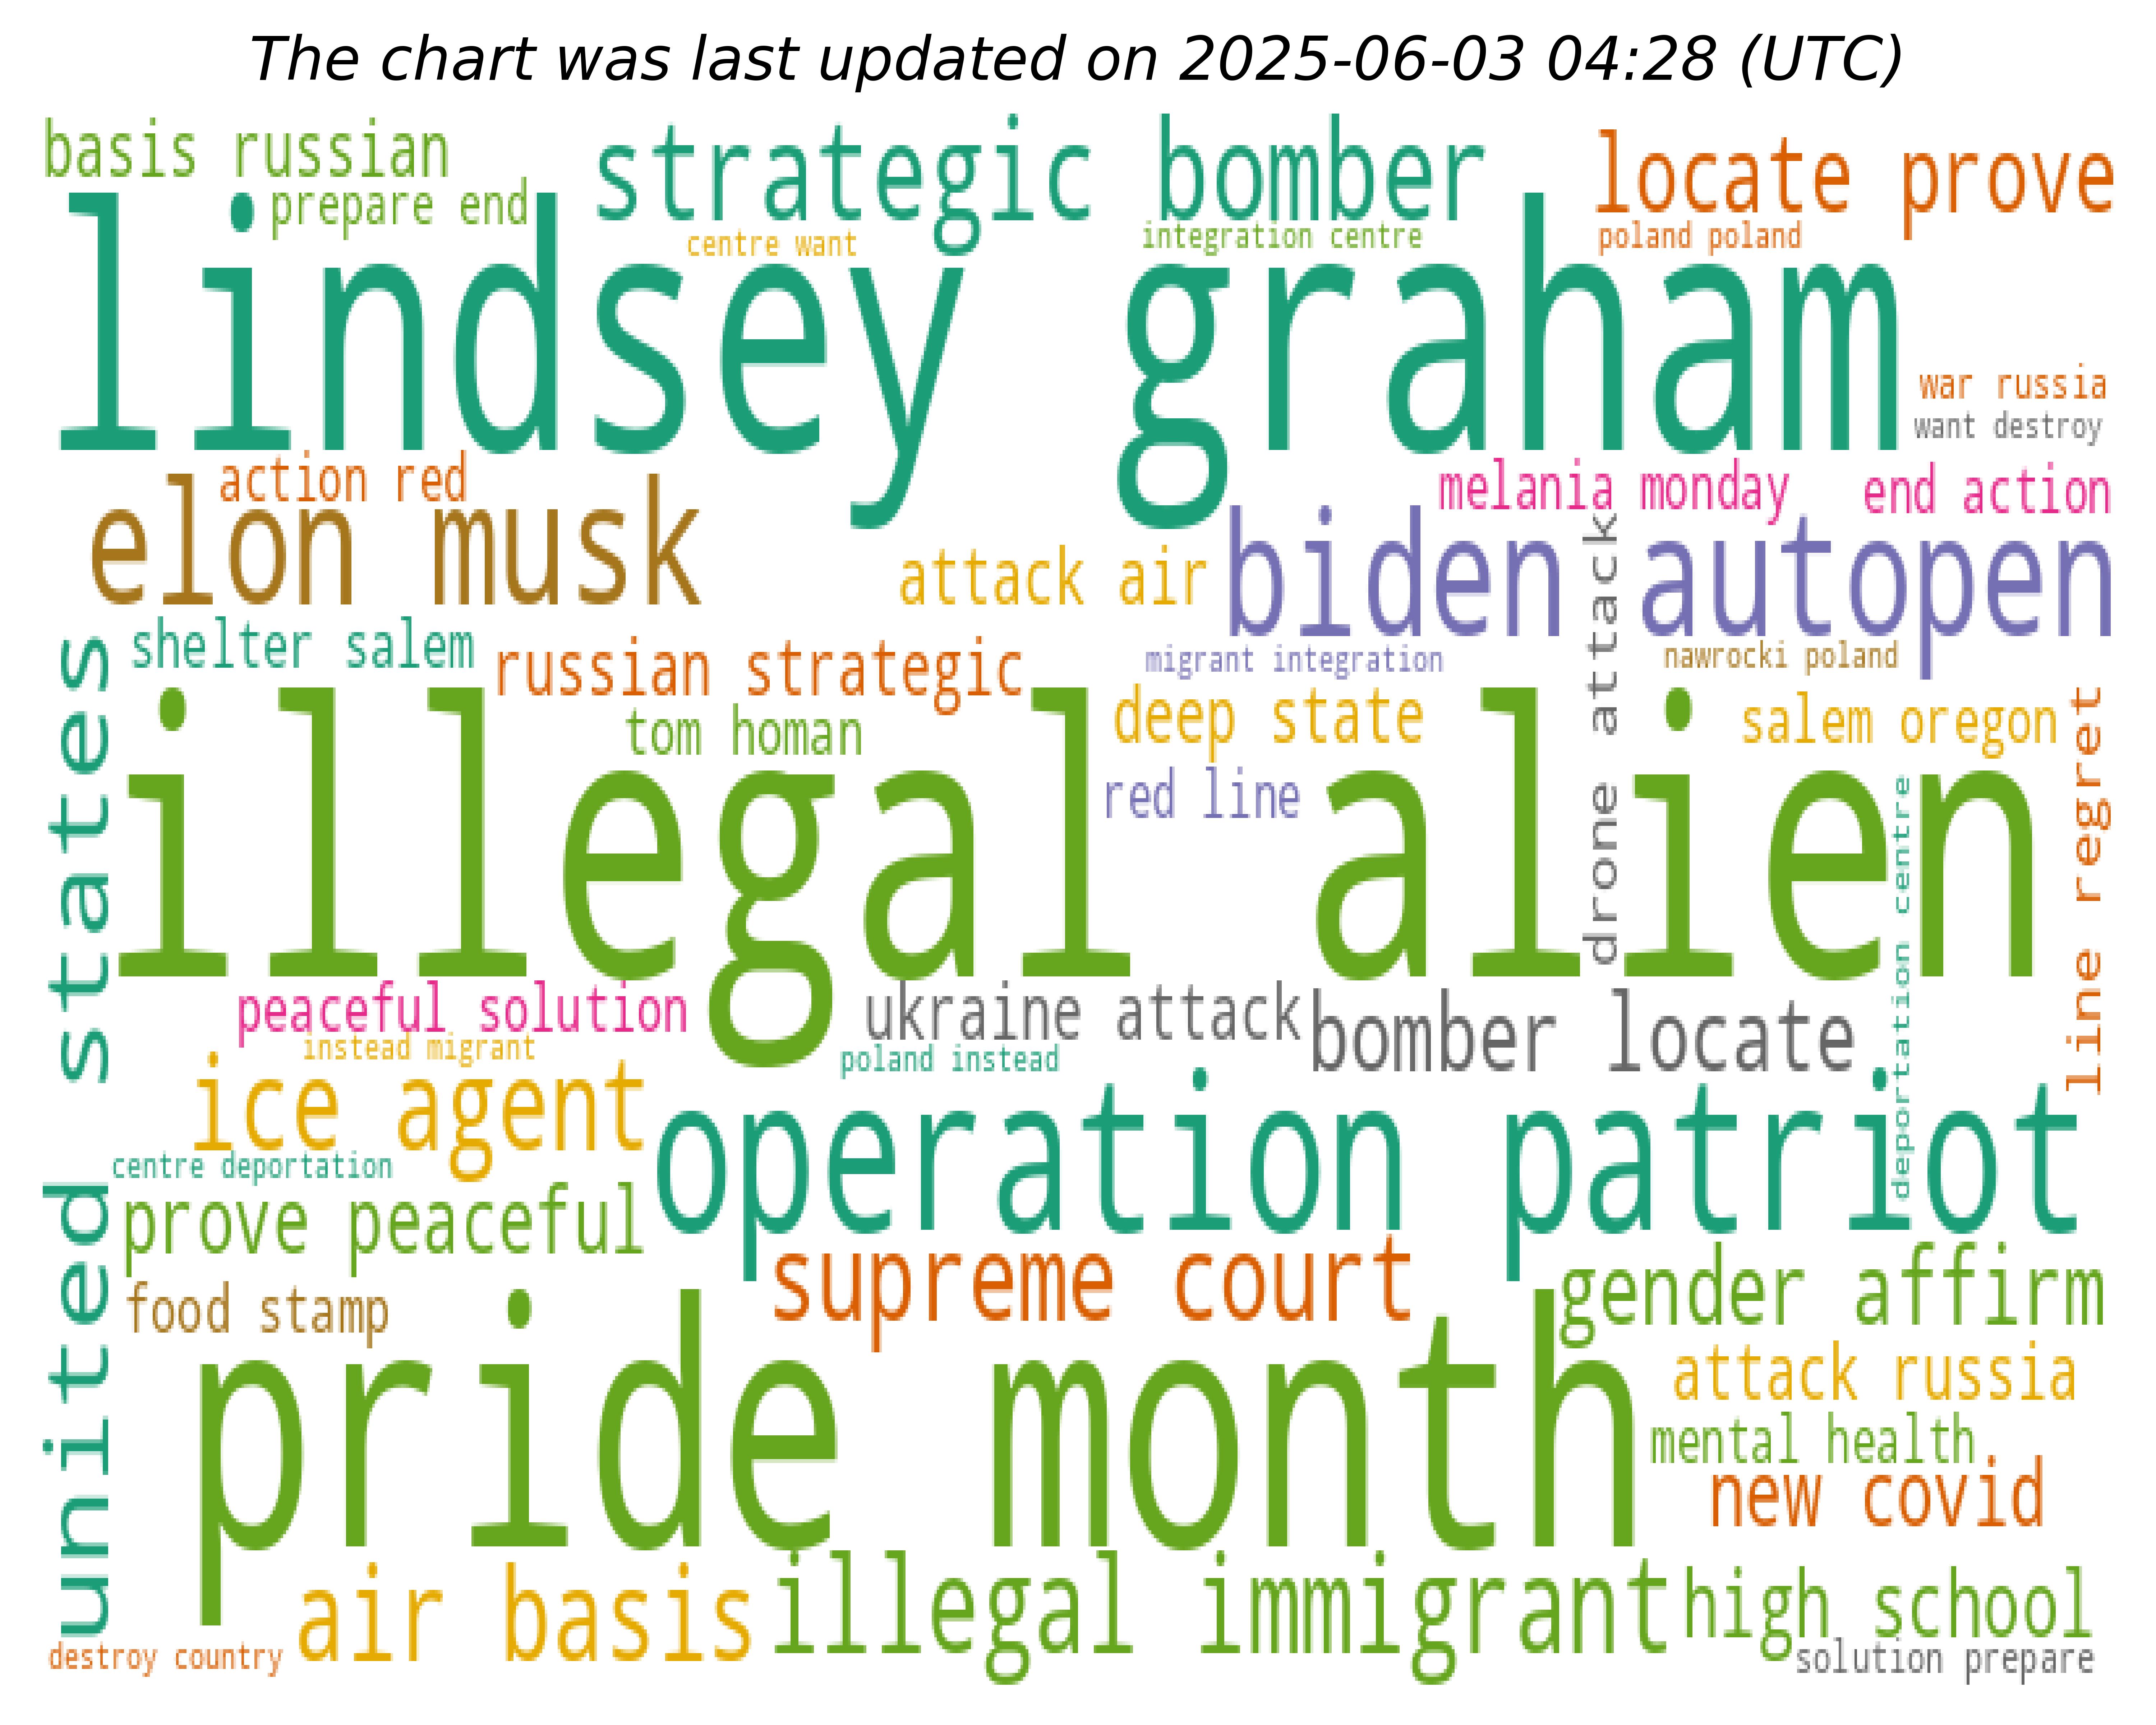 The chart was last updated on 2025-06-03 04:28 (UTC)
basis russian
strategic bomber
locate prove
prepare end
centre want
integration centre
poland poland
lindsey graham
war russia
want destroy
action red
melania monday
end action
elon musk
attack air
biden autopen
drone attack
shelter salem
russian strategic
migrant integration
nawrocki poland
united states
tom homan
deep state
salem oregon
line regret
red line
illegal alien
deportation centre
peaceful solution
ukraine attack
bomber locate
instead migrant
poland instead
ice agent
operation patriot
centre deportation
prove peaceful
supreme court
gender affirm
food stamp
attack russia
pride month
mental health
new covid
air basis
illegal immigrant
high school
destroy country
solution prepare